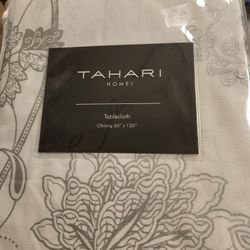 TAHARI
HOME
Tablecloth
Oblong 60" x 120"